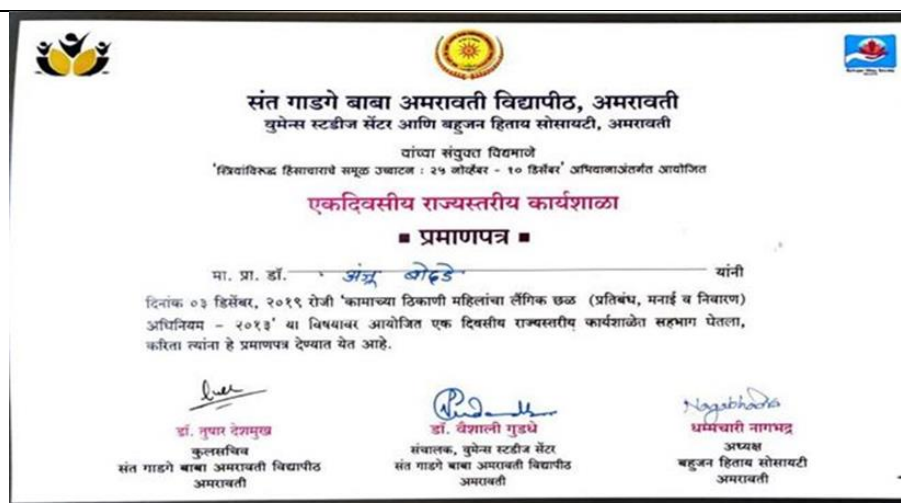 संत गाडगे बाबा अमरावती विद्यापीठ, अमरावती
वुमेन्स स्टडीज सेंटर आणि बहुजन हिताय सोसायटी, अमरावती
यांच्या संयुक्त विद्यमाने
'स्त्रियांविरुद्ध हिंसाचाराचे समूळ उच्चाटन : २५ नोव्हेंबर - १० डिसेंबर' अभियानाअंतर्गत आयोजित
एकदिवसीय राज्यस्तरीय कार्यशाळा
▪ प्रमाणपत्र ▪
मा. प्रा. डॉ. अंजू बोदडे यांनी
दिनांक ०३ डिसेंबर, २०१९ रोजी 'कामाच्या ठिकाणी महिलांचा लैंगिक छळ (प्रतिबंध, मनाई व निवारण)
अधिनियम - २०१३' या विषयावर आयोजित एक दिवसीय राज्यस्तरीय कार्यशाळेत सहभाग घेतला,
करिता त्यांना हे प्रमाणपत्र देण्यात येत आहे.
डॉ. तुषार देशमुख
कुलसचिव
संत गाडगे बाबा अमरावती विद्यापीठ
अमरावती
डॉ. वैशाली गुडधे
संचालक, वुमेन्स स्टडीज सेंटर
संत गाडगे बाबा अमरावती विद्यापीठ
अमरावती
Nagabhadra
धम्मचारी नागभद्र
अध्यक्ष
बहुजन हिताय सोसायटी
अमरावती